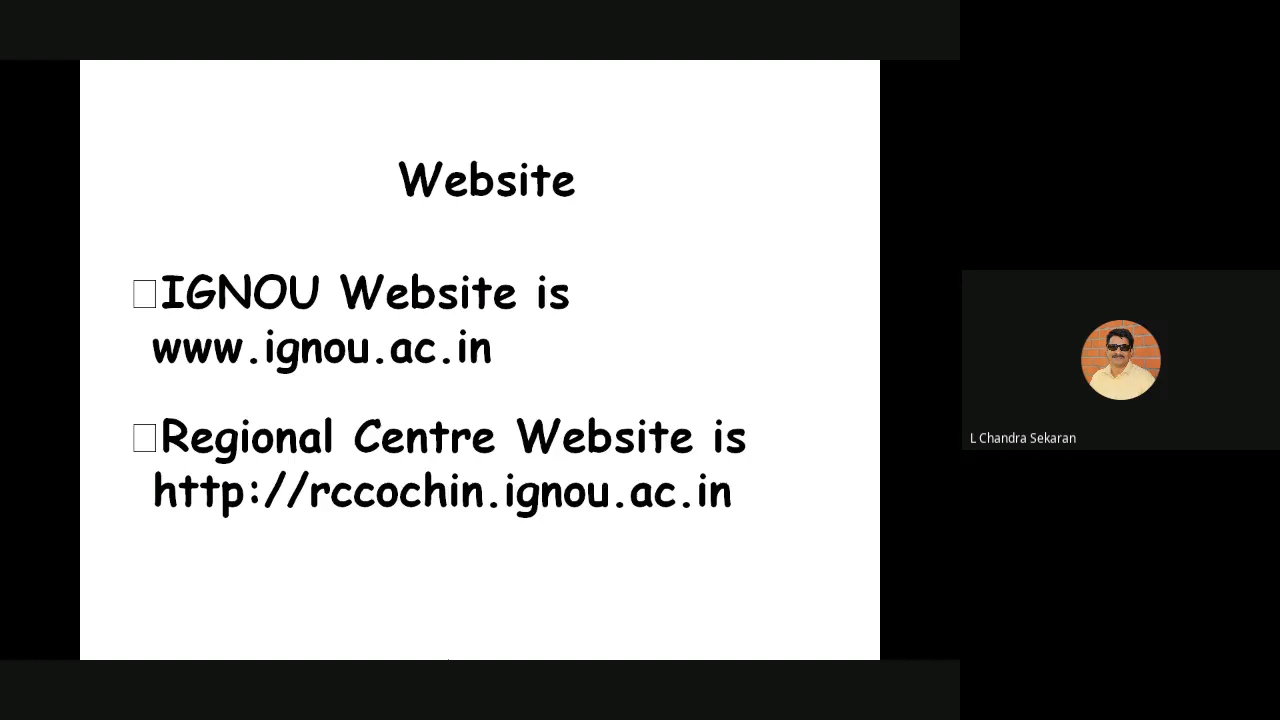 Website
IGNOU Website is
www.ignou.ac.in
Regional Centre Website is
http://rccochin.ignou.ac.in
L Chandra Sekaran